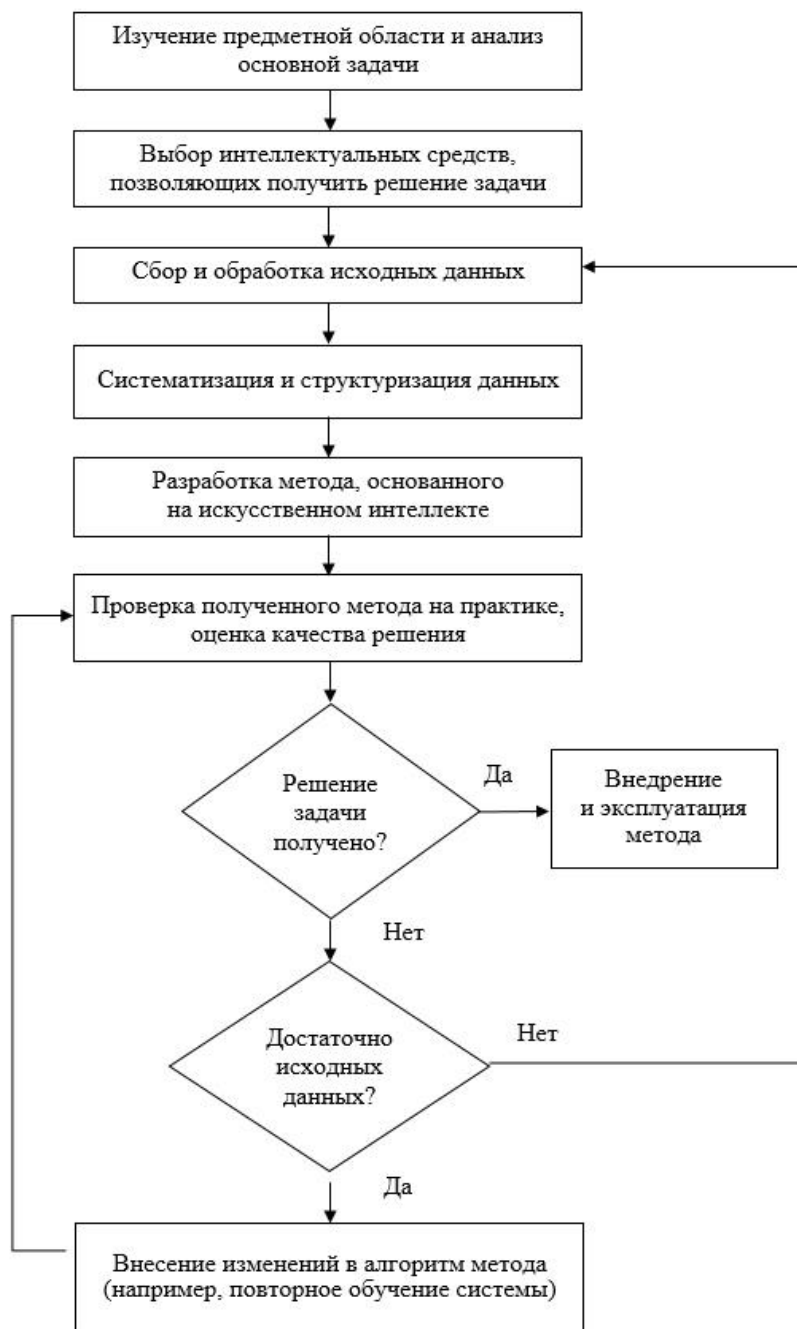 Изучение предметной области и анализ
основной задачи
Выбор интеллектуальных средств,
позволяющих получить решение задачи
Сбор и обработка исходных данных
Систематизация и структуризация данных
Разработка метода, основанного
на искусственном интеллекте
Проверка полученного метода на практике,
оценка качества решения
Решение
задачи
получено?
Да
Внедрение
и эксплуатация
метода
Нет
Достаточно
исходных
данных?
Нет
Да
Внесение изменений в алгоритм метода
(например, повторное обучение системы)